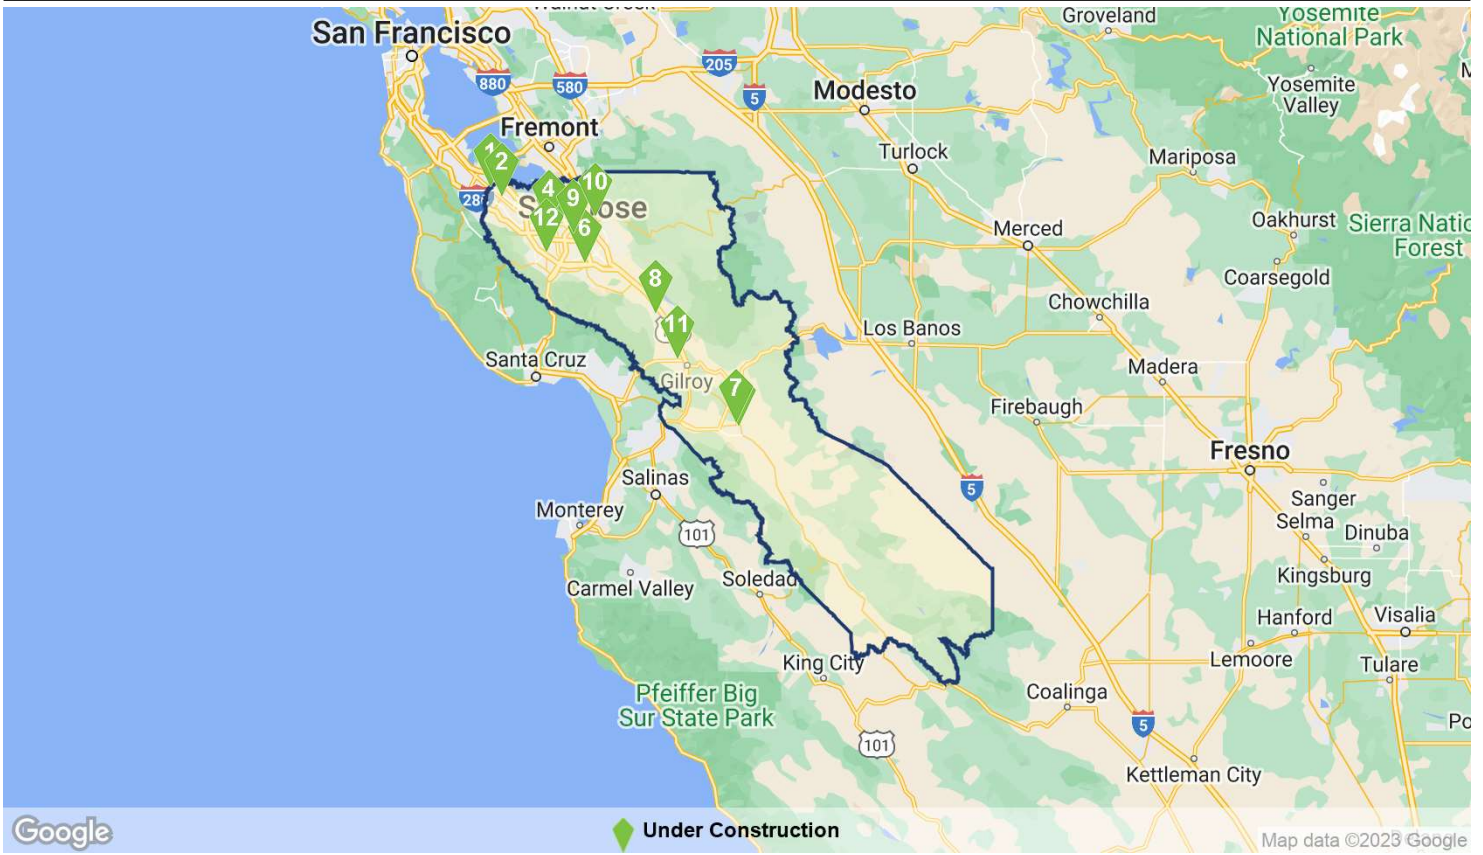 San Francisco
880
580
205
5
Groveland
Yosemite
National Park
Yosemite
Valley
Modesto
Fremont
Turlock
Mariposa
1
2
280
4
9
10
San Jose
12
6
Merced
Oakhurst
Coarsegold
8
Chowchilla
11
Los Banos
Santa Cruz
Gilroy
Madera
7
Firebaugh
Fresno
Salinas
5
Sanger
Selma
Monterey
101
Dinuba
Carmel Valley
Soledad
Kingsburg
Hanford
Visalia
King City
Lemoore
Tulare
Pfeiffer Big
Sur State Park
Coalinga
5
101
Kettleman City
Google
Under Construction
Map data ©2023 Google